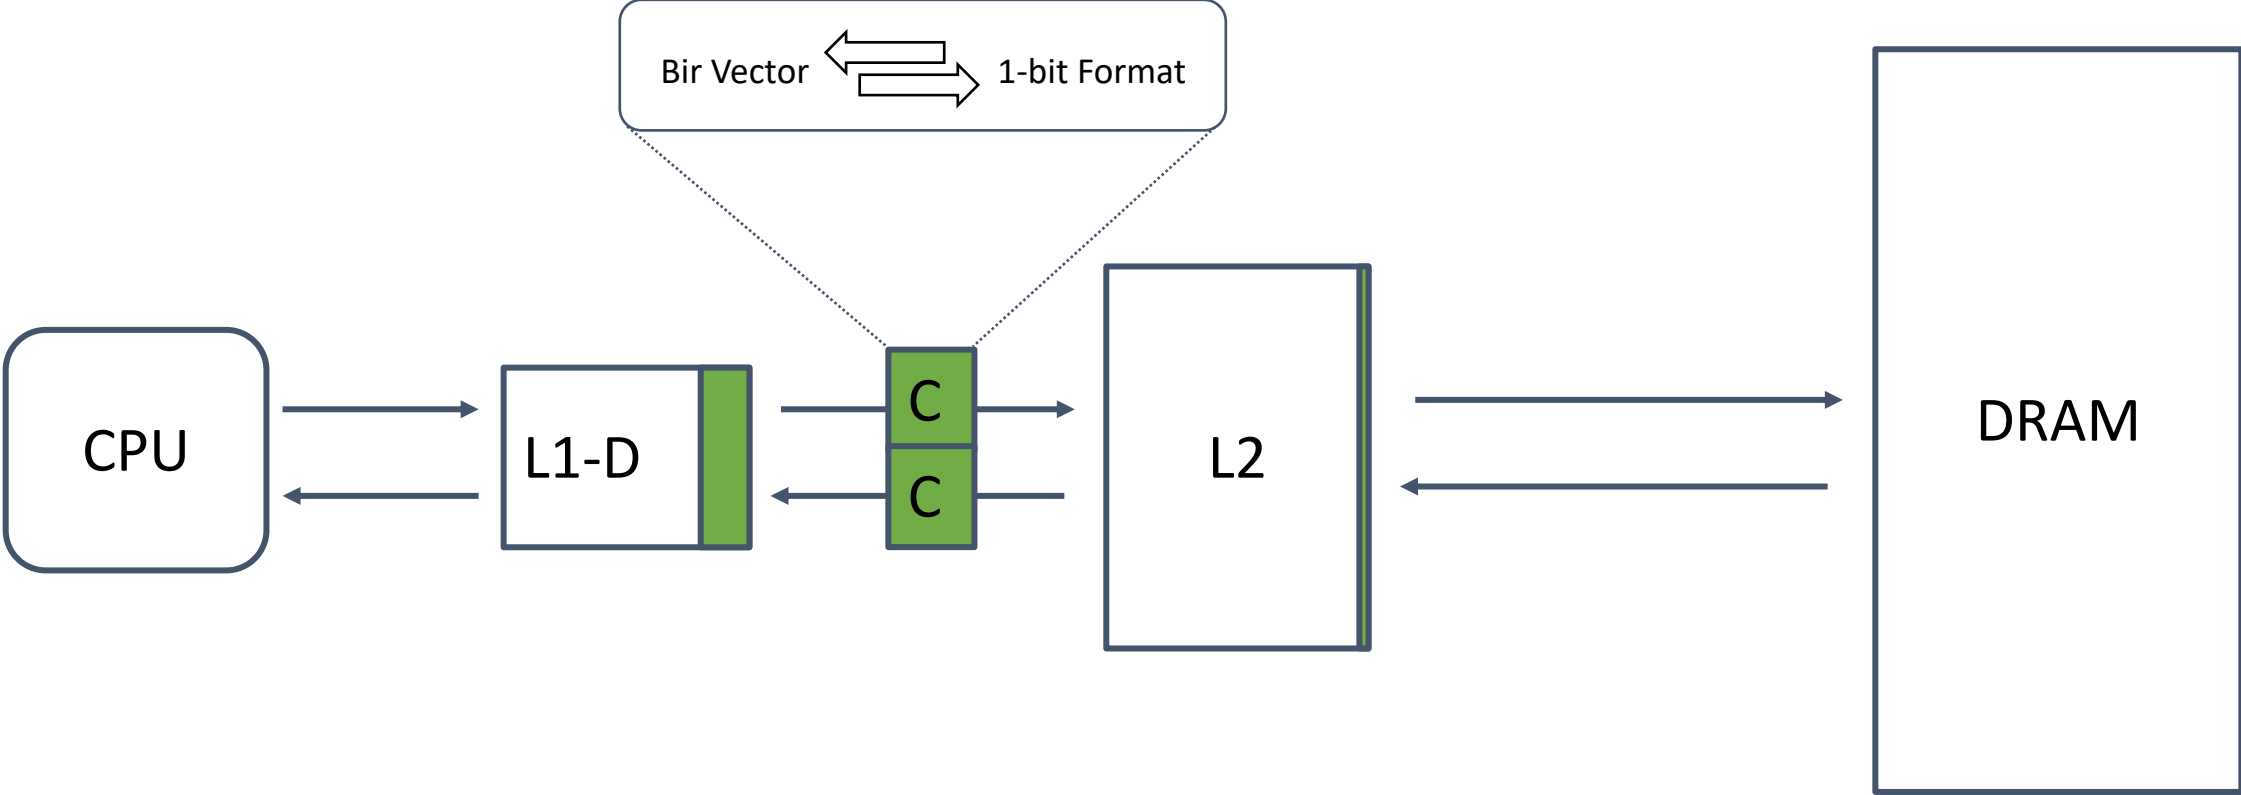 Bir Vector
1-bit Format
CPU
L1-D
C
C
L2
DRAM